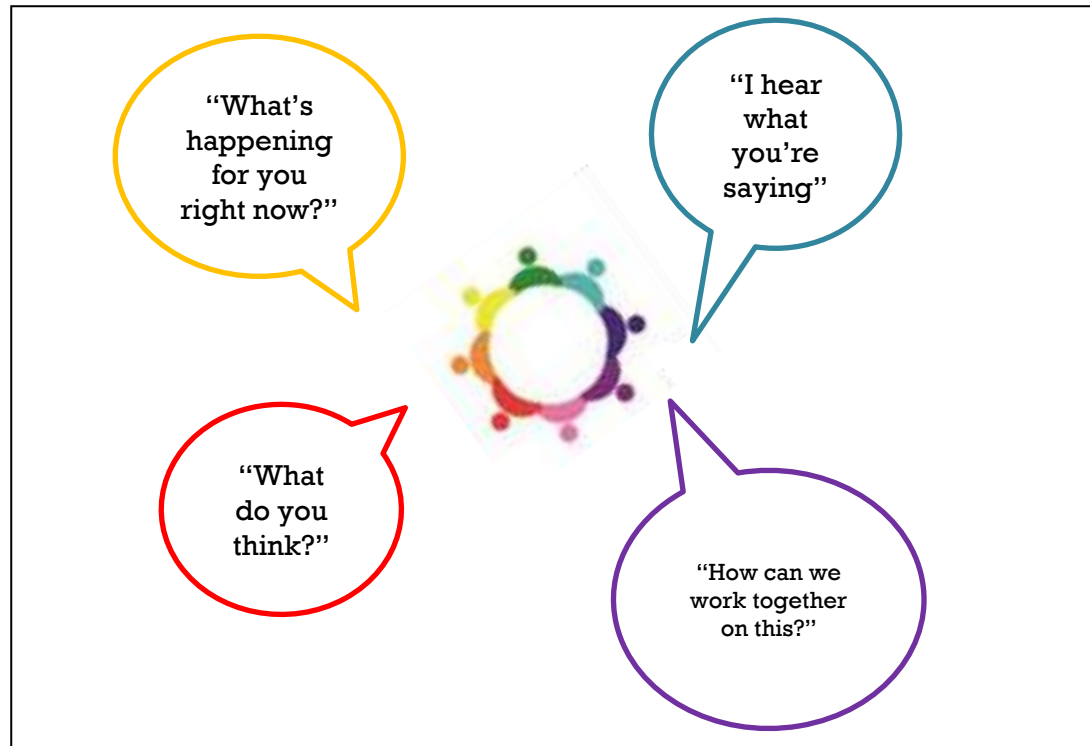 “What’s
happening
for you
right now?”
“I hear
what
you’re
saying”
“What
do you
think?”
“How can we
work together
on this?”